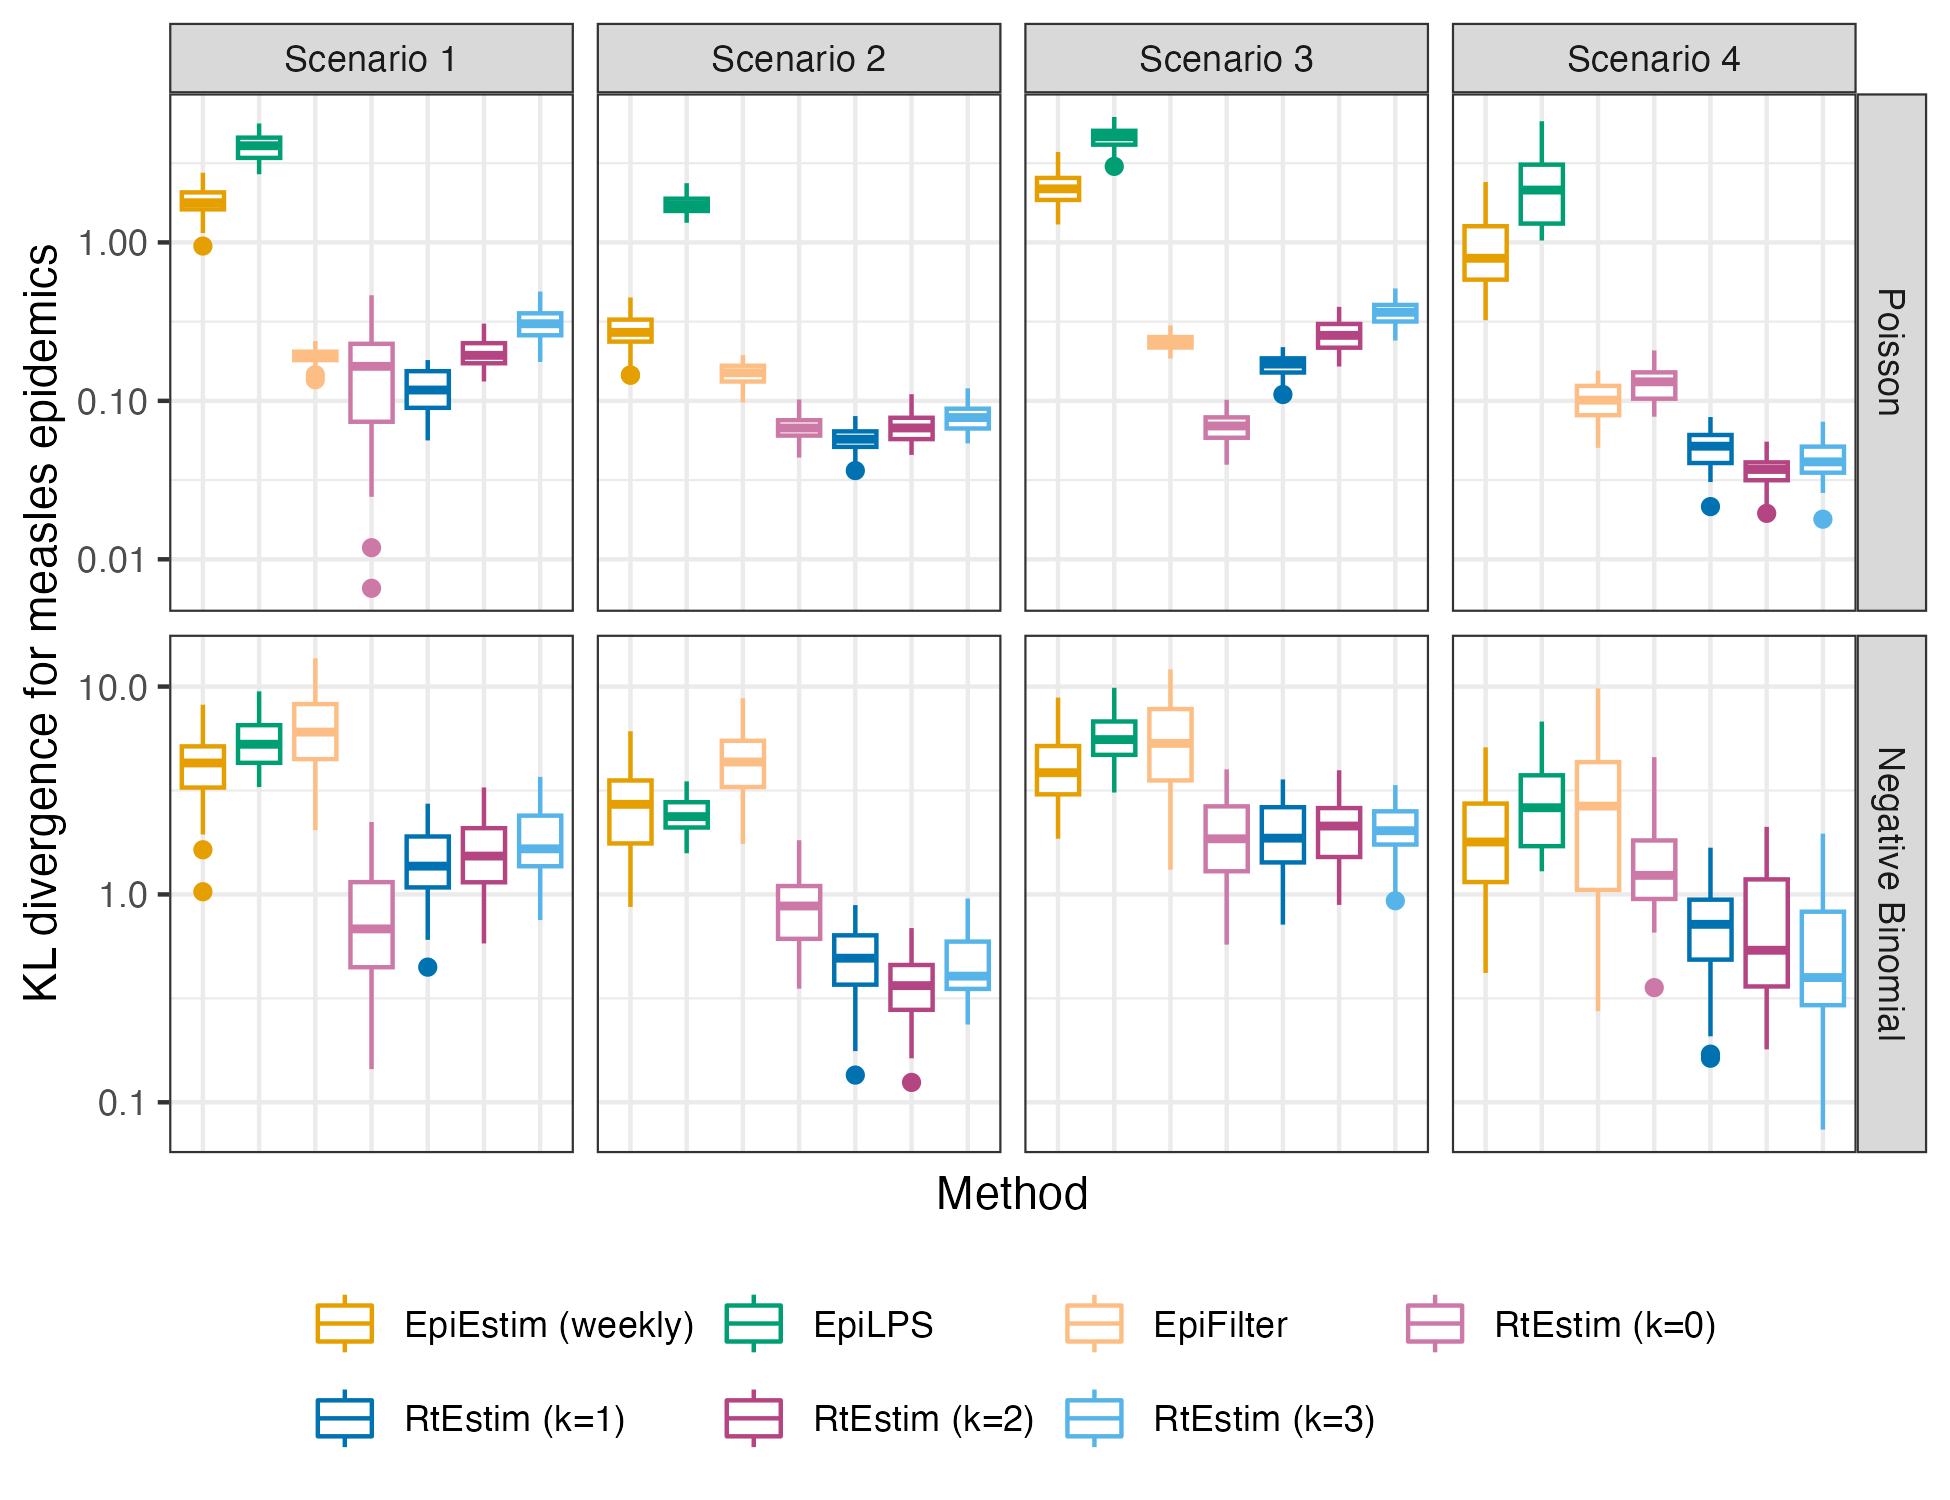 Scenario 1
Scenario 2
Scenario 3
Scenario 4
KL divergence for measles epidemics
1.00
0.10
0.01
Poisson
10.0
1.0
0.1
Negative Binomial
Method
EpiEstim (weekly)
EpiLPS
EpiFilter
RtEstim (k=0)
RtEstim (k=1)
RtEstim (k=2)
RtEstim (k=3)